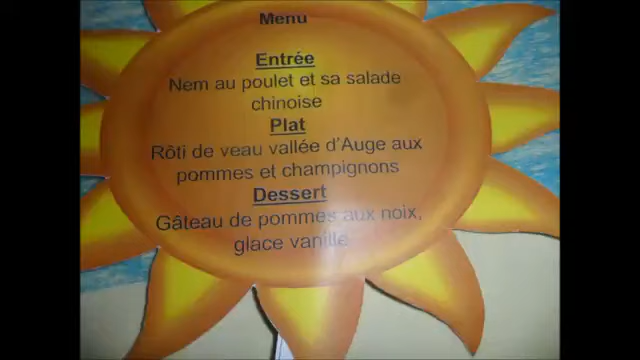 Menu
Entrée
Nem au poulet et sa salade
chinoise
Plat
Rôti de veau vallée d'Auge aux
pommes et champignons
Dessert
Gâteau de pommes aux noix,
glace vanille